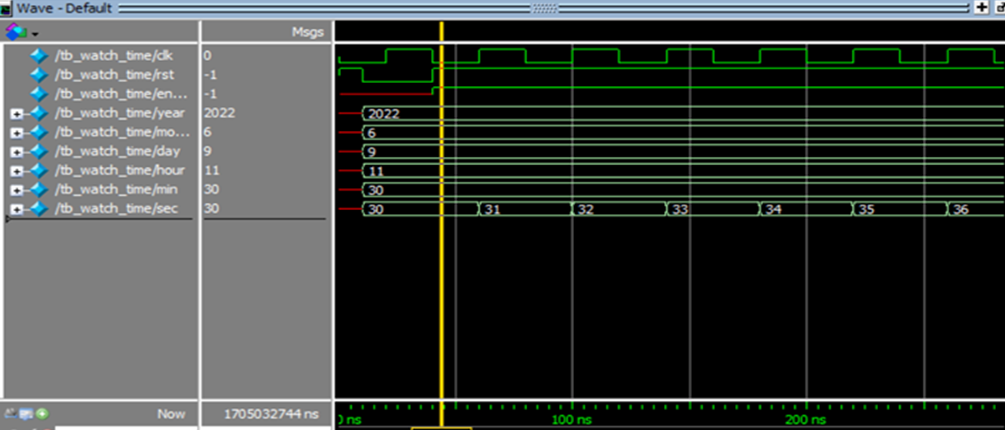 Wave - Default
Msgs
/tb_watch_time/clk 0
/tb_watch_time/rst -1
/tb_watch_time/en... -1
/tb_watch_time/year 2022 2022
/tb_watch_time/mo... 6 6
/tb_watch_time/day 9 9
/tb_watch_time/hour 11 11
/tb_watch_time/min 30 30
/tb_watch_time/sec 30 30 31 32 33 34 35 36
Now 1705032744 ns ns 100 ns 200 ns